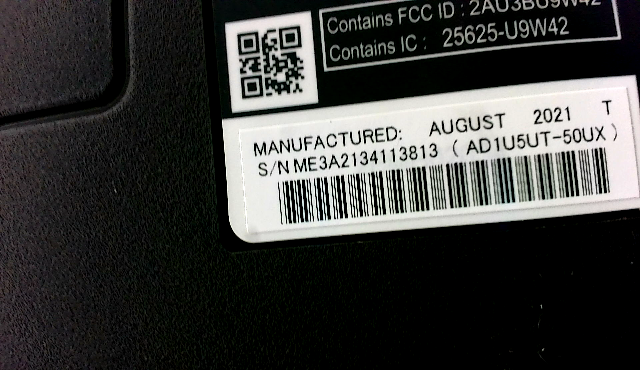 Contains FCC ID : 2AU3BU9W42
Contains IC : 25625-U9W42
MANUFACTURED: AUGUST 2021 T
S/N ME3A2134113813 ( AD1U5UT-50UX )